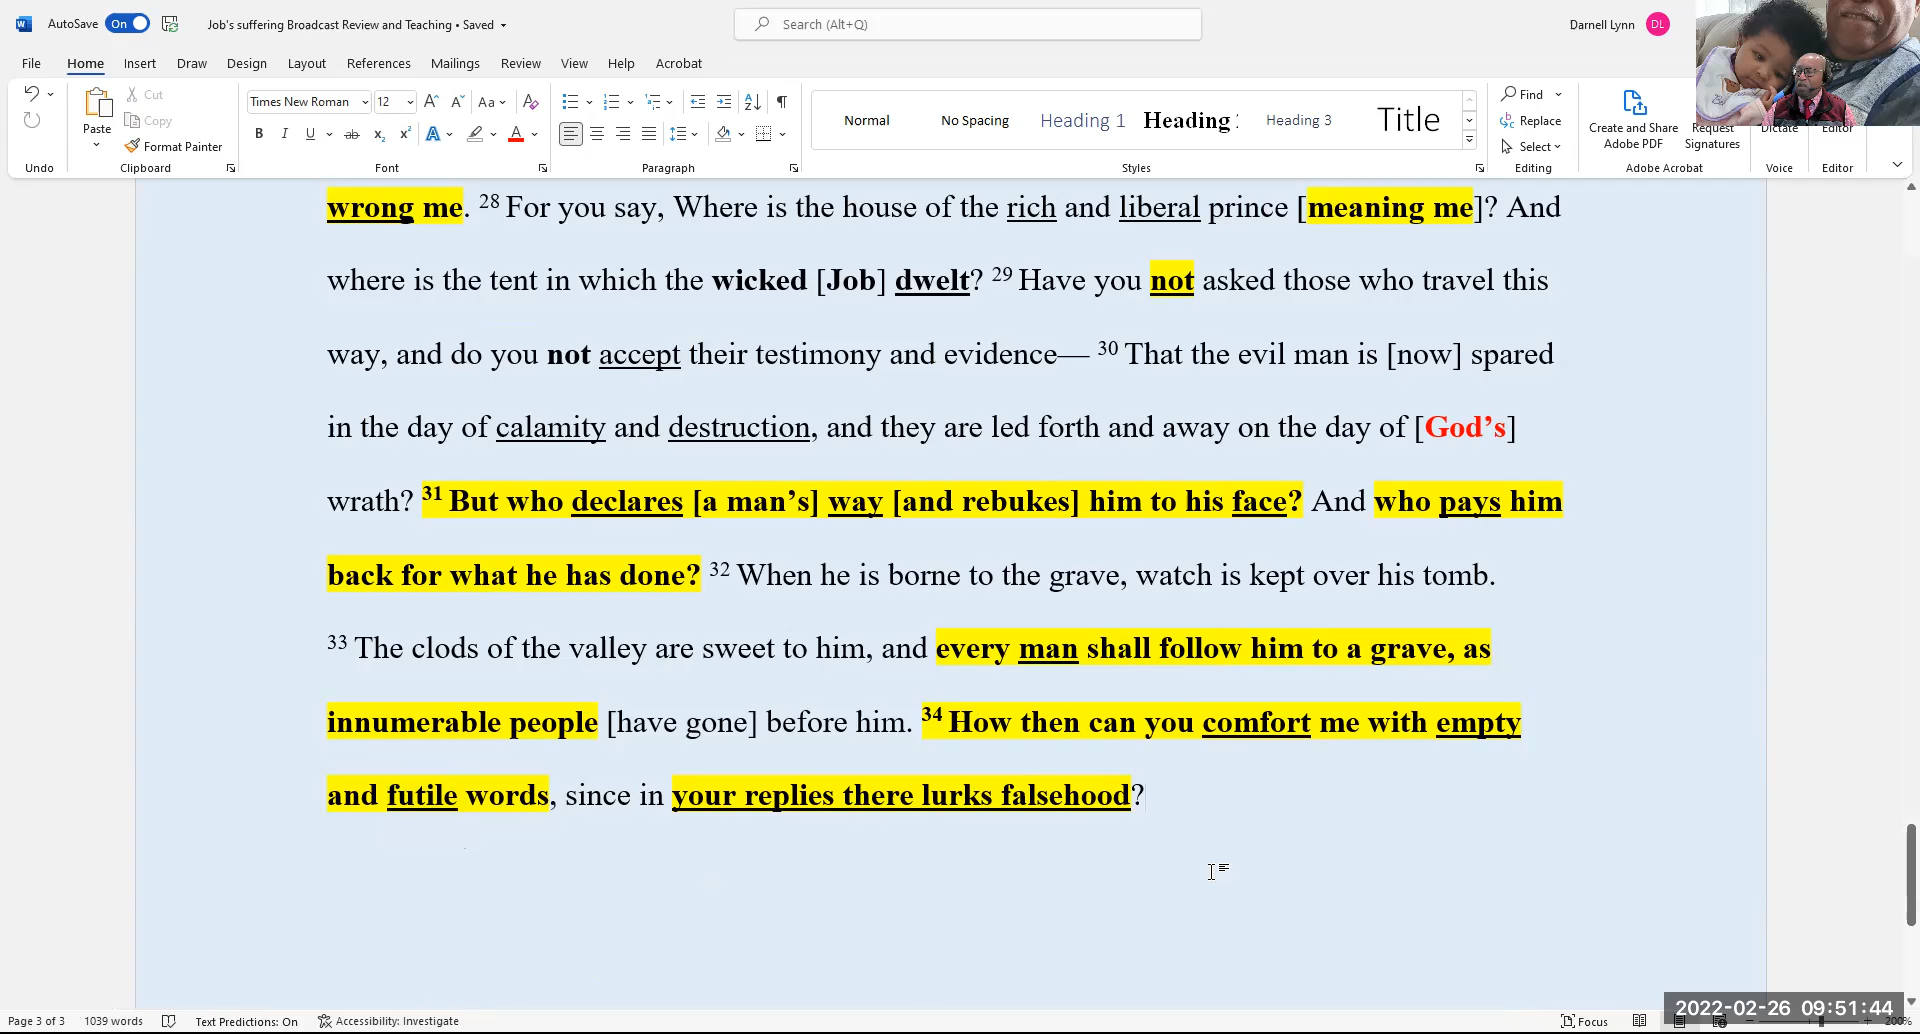 AutoSave On Job's suffering Broadcast Review and Teaching • Saved Search (Alt+Q) Darnell Lynn DL
File Home Insert Draw Design Layout References Mailings Review View Help Acrobat
Times New Roman 12 Aa
Cut
Copy
Format Painter
Paste
Normal No Spacing Heading 1 Heading Heading 3 Title
Find
Replace
Select
Create and Share Adobe PDF
Request Signatures
Dictate Editor
Undo Clipboard Font Paragraph Styles Editing Adobe Acrobat Voice Editor
wrong me. 28 For you say, Where is the house of the rich and liberal prince [meaning me]? And
where is the tent in which the wicked [Job] dwelt? 29 Have you not asked those who travel this
way, and do you not accept their testimony and evidence— 30 That the evil man is [now] spared
in the day of calamity and destruction, and they are led forth and away on the day of [God’s]
wrath? 31 But who declares [a man’s] way [and rebukes] him to his face? And who pays him
back for what he has done? 32 When he is borne to the grave, watch is kept over his tomb.
33 The clods of the valley are sweet to him, and every man shall follow him to a grave, as
innumerable people [have gone] before him. 34 How then can you comfort me with empty
and futile words, since in your replies there lurks falsehood?
2022-02-26 09:51:44
Page 3 of 3 1039 words Text Predictions: On Accessibility: Investigate Focus 200%